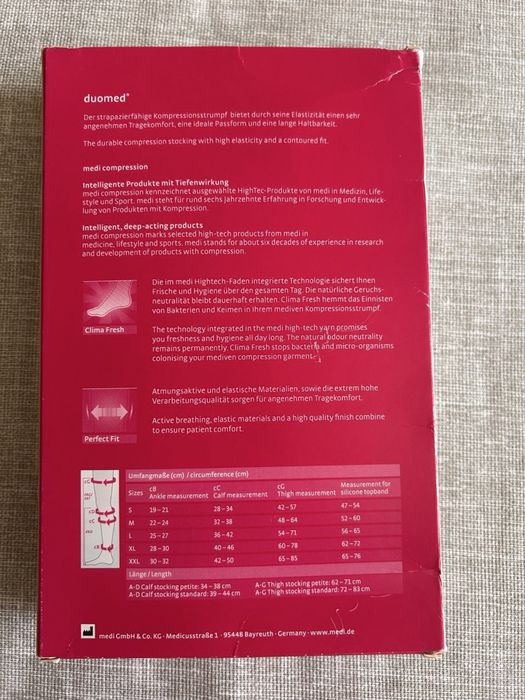 duomed®
Der strapazierfähige Kompressionsstrumpf bietet durch seine Elastizität einen sehr
angenehmen Tragekomfort, eine ideale Passform und eine lange Haltbarkeit.
The durable compression stocking with high elasticity and a contoured fit.
medi compression
Intelligente Produkte mit Tiefenwirkung
medi compression kennzeichnet ausgewählte HighTec-Produkte von medi in Medizin, Life-
style und Sport. medi steht für rund sechs Jahrzehnte Erfahrung in Forschung und Entwick-
lung von Produkten mit Kompression.
Intelligent, deep-acting products
medi compression marks selected high-tech products from medi in
medicine, lifestyle and sports. medi stands for about six decades of experience in research
and development of products with compression.
Die im medi Hightech-Faden integrierte Technologie sichert Ihnen
Frische und Hygiene über den gesamten Tag. Die natürliche Geruchs-
neutralität bleibt dauerhaft erhalten. Clima Fresh hemmt das Einnisten
von Bakterien und Keimen in Ihrem mediven Kompressionsstrumpf.
Clima Fresh
The technology integrated in the medi high-tech yarn promises
you freshness and hygiene all day long. The natural odour neutrality
remains permanently. Clima Fresh stops bacteria and micro-organisms
colonising your mediven compression garment.
Atmungsaktive und elastische Materialien, sowie die extrem hohe
Verarbeitungsqualität sorgen für angenehmen Tragekomfort.
Active breathing, elastic materials and a high quality finish combine
to ensure patient comfort.
Perfect Fit
Umfangmaße (cm) / circumference (cm)
Sizes cB Ankle measurement cC Calf measurement cG Thigh measurement Measurement for silicone topband
S 19–21 28–34 42–57 47–54
M 22–24 32–38 48–64 52–60
L 25–27 36–42 54–71 56–65
XL 28–30 40–46 60–78 62–72
XXL 30–32 42–50 65–85 65–76
Länge / Length
A-D Calf stocking petite: 34–38 cm A-G Thigh stocking petite: 62–71 cm
A-D Calf stocking standard: 39–44 cm A-G Thigh stocking standard: 72–83 cm
cG
cD
cC
cB
medi GmbH & Co. KG · Medicusstraße 1 · 95448 Bayreuth · Germany · www.medi.de